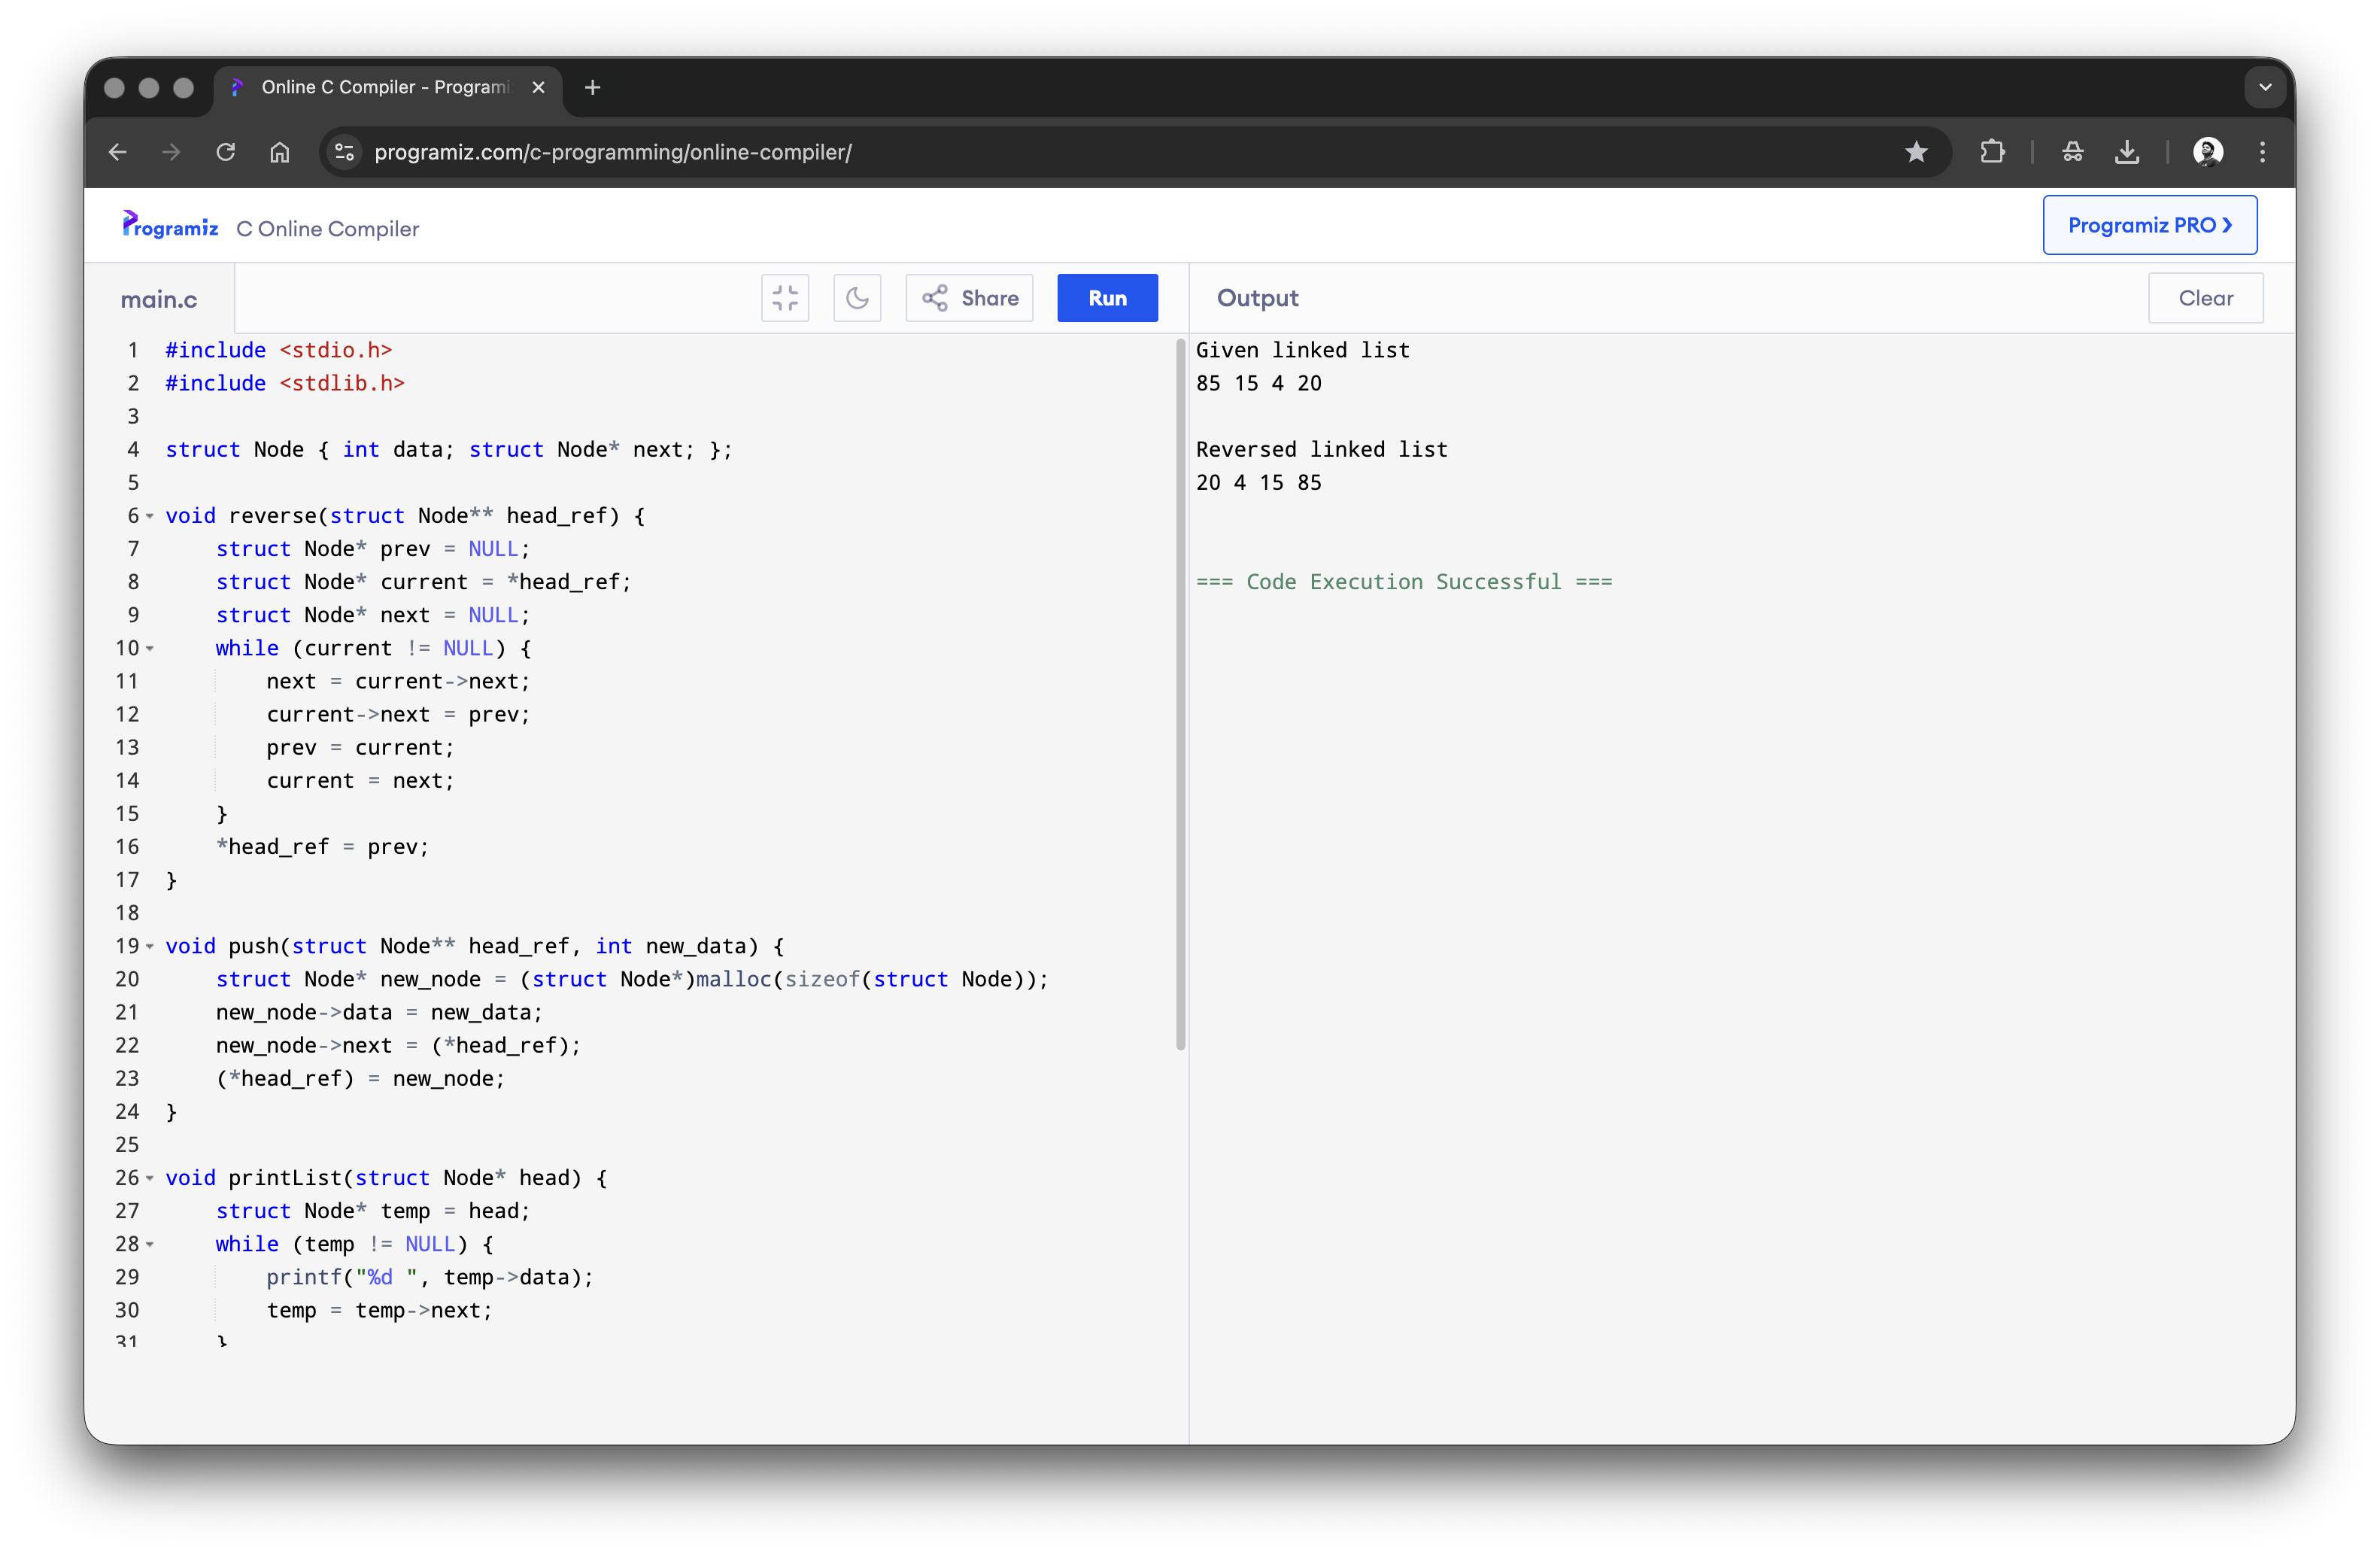 Online C Compiler - Programi
programiz.com/c-programming/online-compiler/
Programiz C Online Compiler
Programiz PRO
main.c
Share
Run
Output
Clear
1 #include <stdio.h>
2 #include <stdlib.h>
3
4 struct Node { int data; struct Node* next; };
5
6 void reverse(struct Node** head_ref) {
7     struct Node* prev = NULL;
8     struct Node* current = *head_ref;
9     struct Node* next = NULL;
10     while (current != NULL) {
11         next = current->next;
12         current->next = prev;
13         prev = current;
14         current = next;
15     }
16     *head_ref = prev;
17 }
18
19 void push(struct Node** head_ref, int new_data) {
20     struct Node* new_node = (struct Node*)malloc(sizeof(struct Node));
21     new_node->data = new_data;
22     new_node->next = (*head_ref);
23     (*head_ref) = new_node;
24 }
25
26 void printList(struct Node* head) {
27     struct Node* temp = head;
28     while (temp != NULL) {
29         printf("%d ", temp->data);
30         temp = temp->next;
31     }
Given linked list
85 15 4 20
Reversed linked list
20 4 15 85
=== Code Execution Successful ===